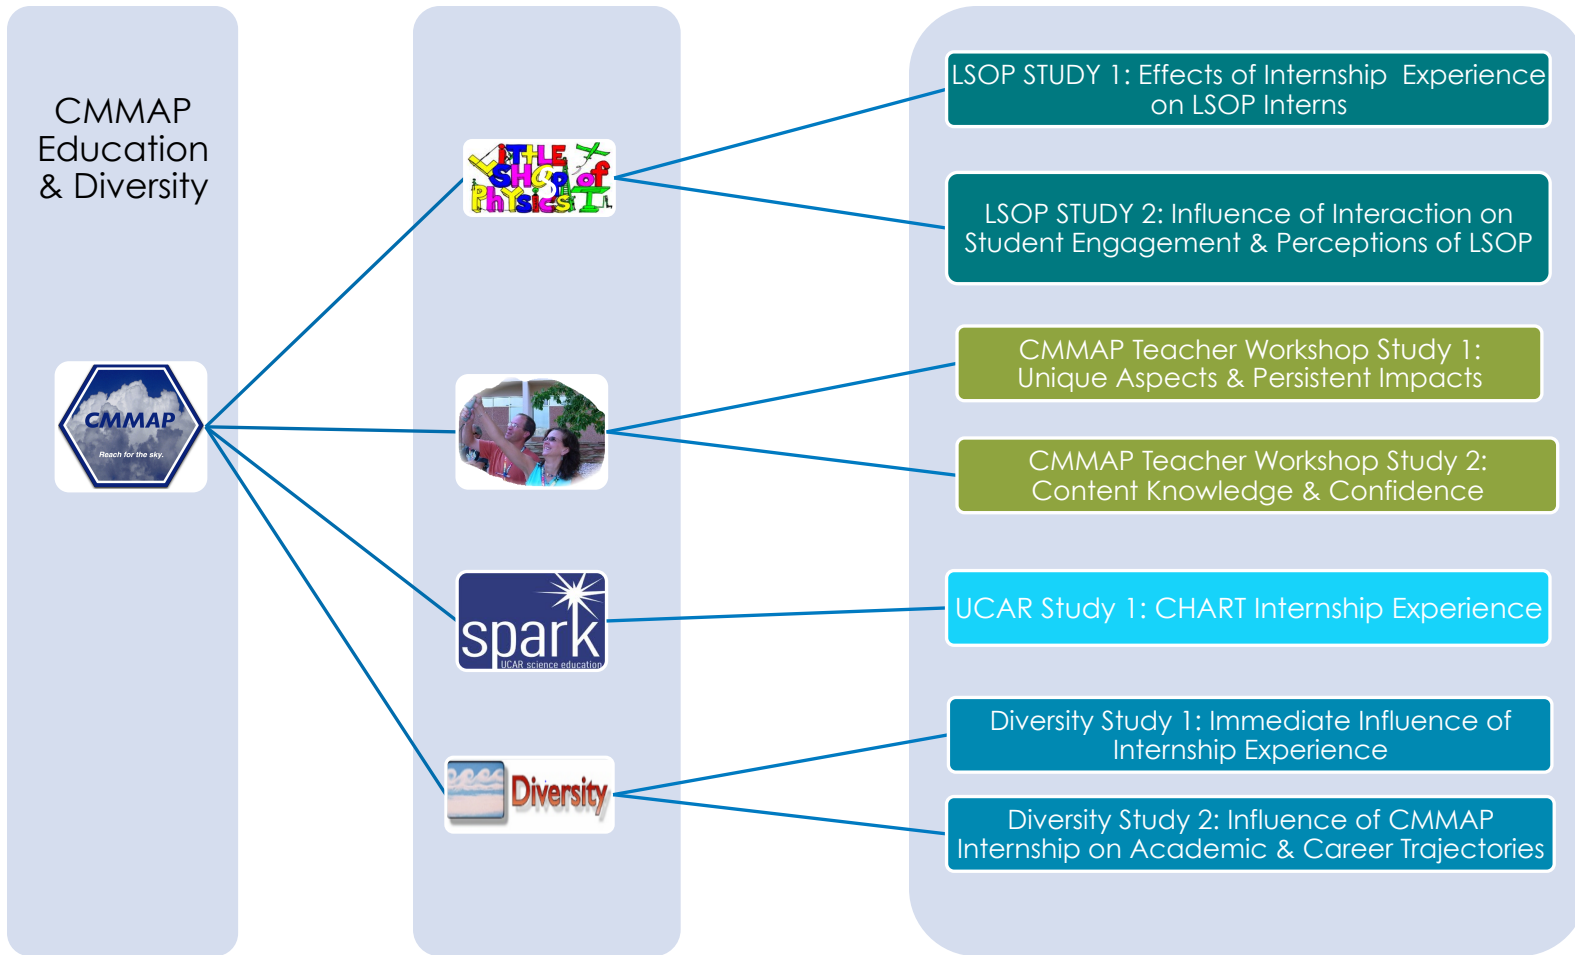 CMMAP
Education
& Diversity
CMMAP
Reach for the sky.
LiTTLE
SHOP of
PhYsics
spark
UCAR science education
Diversity
LSOP STUDY 1: Effects of Internship Experience
on LSOP Interns
LSOP STUDY 2: Influence of Interaction on
Student Engagement & Perceptions of LSOP
CMMAP Teacher Workshop Study 1:
Unique Aspects & Persistent Impacts
CMMAP Teacher Workshop Study 2:
Content Knowledge & Confidence
UCAR Study 1: CHART Internship Experience
Diversity Study 1: Immediate Influence of
Internship Experience
Diversity Study 2: Influence of CMMAP
Internship on Academic & Career Trajectories